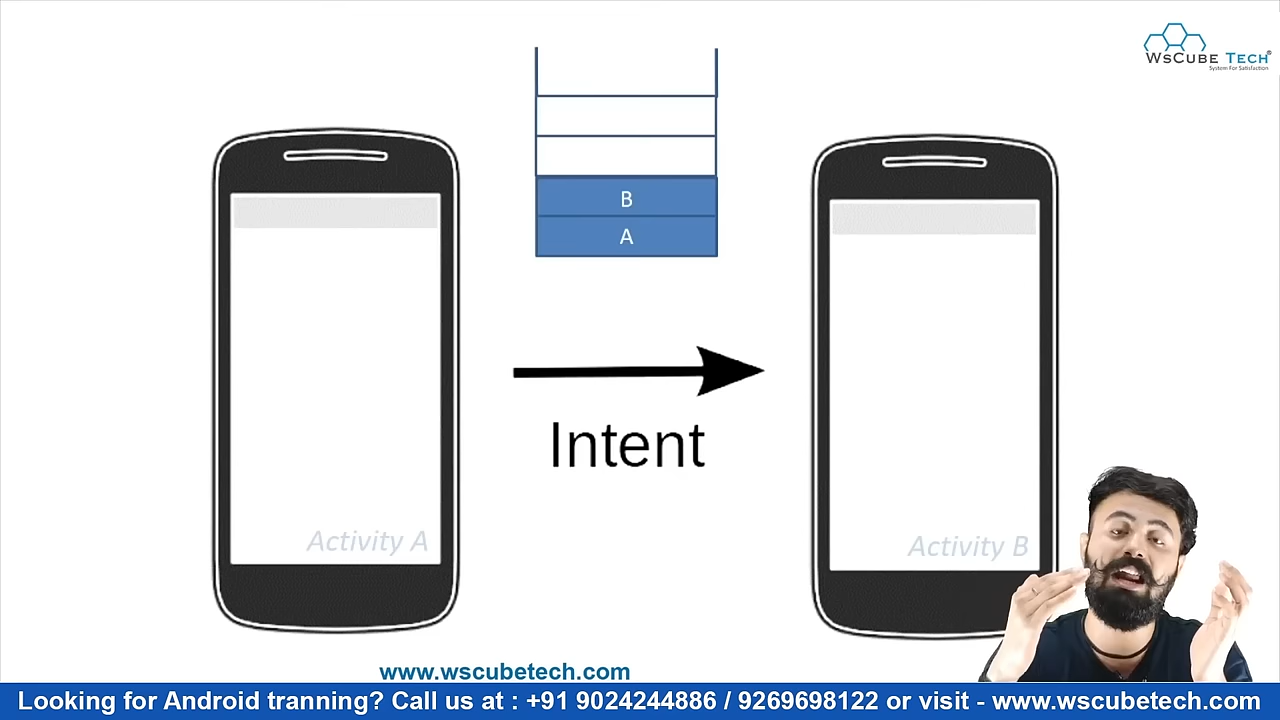 WsCube Tech®
System For Satisfaction
B
A
Intent
Activity A
Activity B
www.wscubetech.com
Looking for Android tranning? Call us at : +91 9024244886 / 9269698122 or visit - www.wscubetech.com